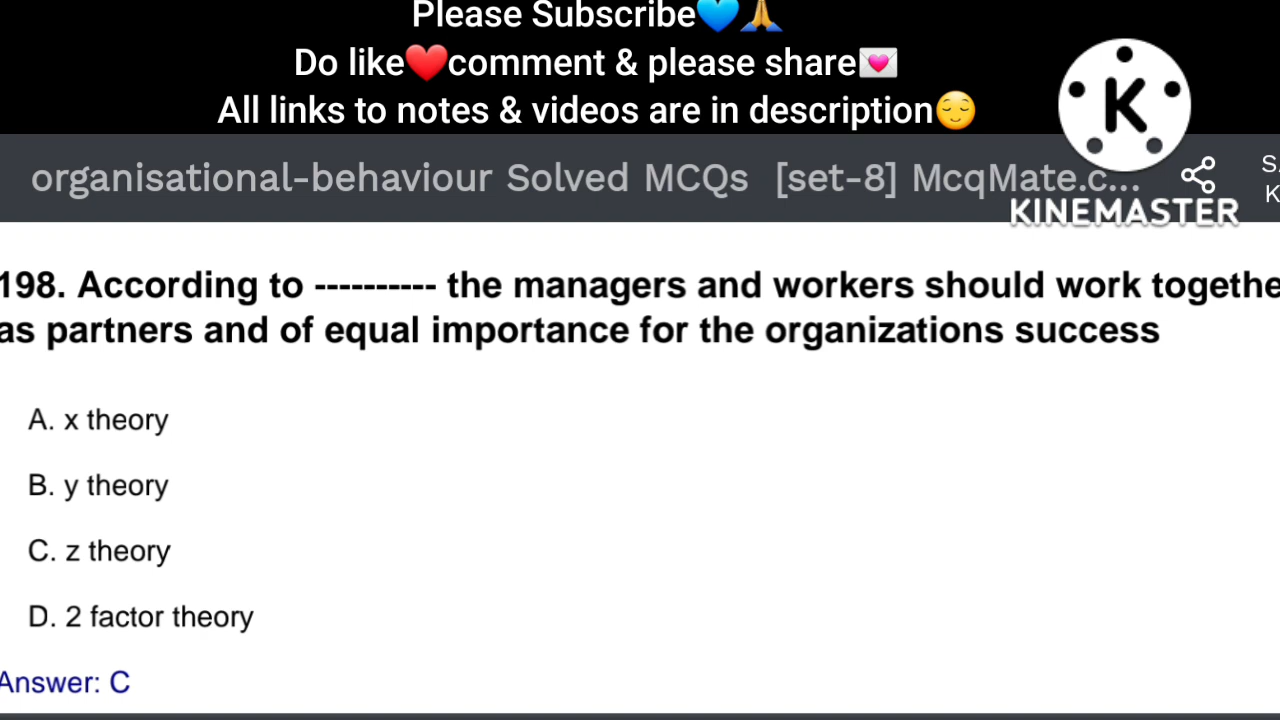 Please Subscribe💙🙏
Do like❤️comment & please share💌
All links to notes & videos are in description😌
K
organisational-behaviour Solved MCQs [set-8] McqMate.c...
KINEMASTER
198. According to ---------- the managers and workers should work togethe
as partners and of equal importance for the organizations success
A. x theory
B. y theory
C. z theory
D. 2 factor theory
Answer: C